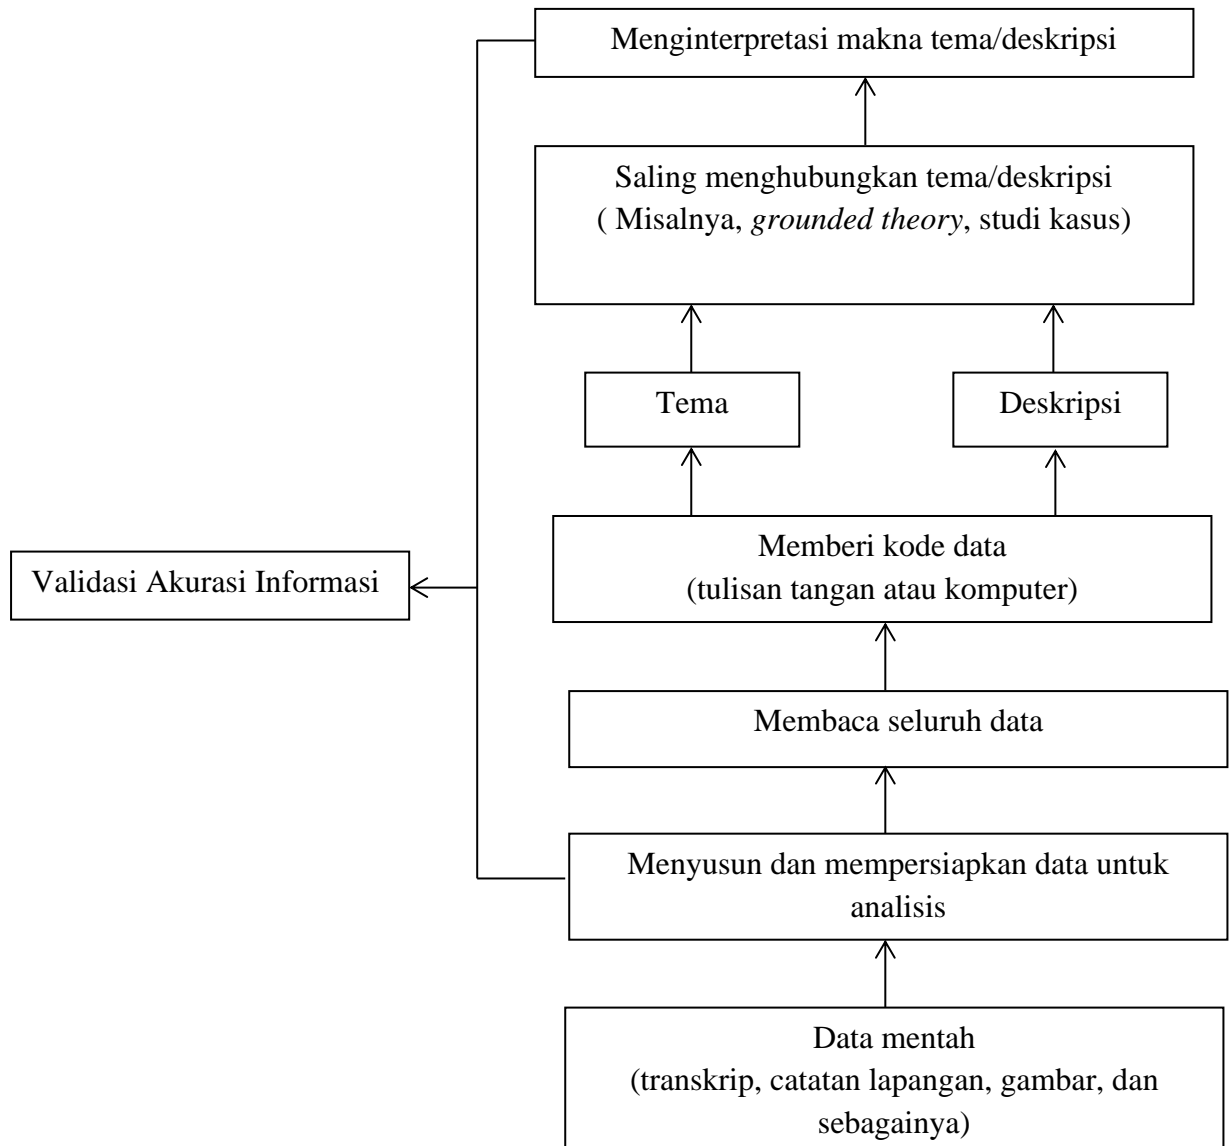 Menginterpretasi makna tema/deskripsi
Saling menghubungkan tema/deskripsi
( Misalnya, grounded theory, studi kasus)
Tema
Deskripsi
Memberi kode data
(tulisan tangan atau komputer)
Validasi Akurasi Informasi
Membaca seluruh data
Menyusun dan mempersiapkan data untuk
analisis
Data mentah
(transkrip, catatan lapangan, gambar, dan
sebagainya)